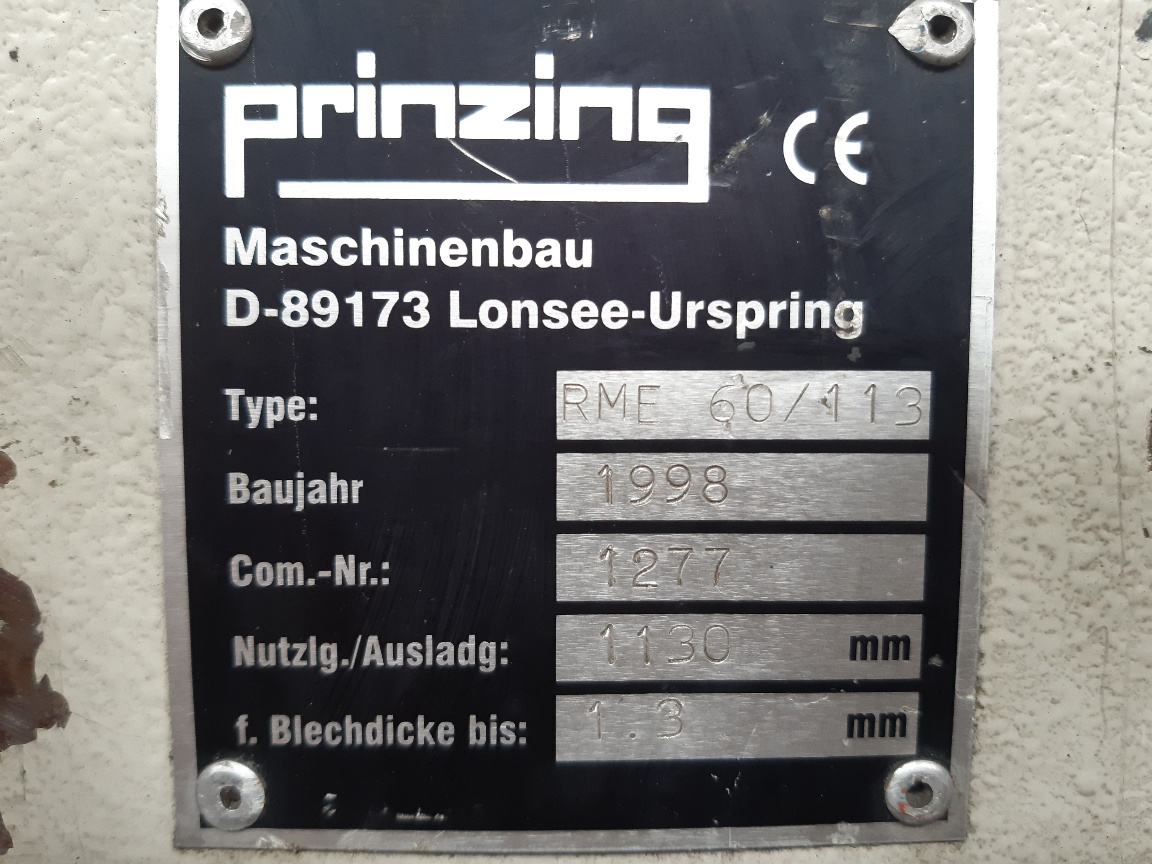 prinzing CE
Maschinenbau
D-89173 Lonsee-Urspring
Type: RME 60/113
Baujahr 1998
Com.-Nr.: 1277
Nutzlg./Ausladg: 1130 mm
f. Blechdicke bis: 1.3 mm